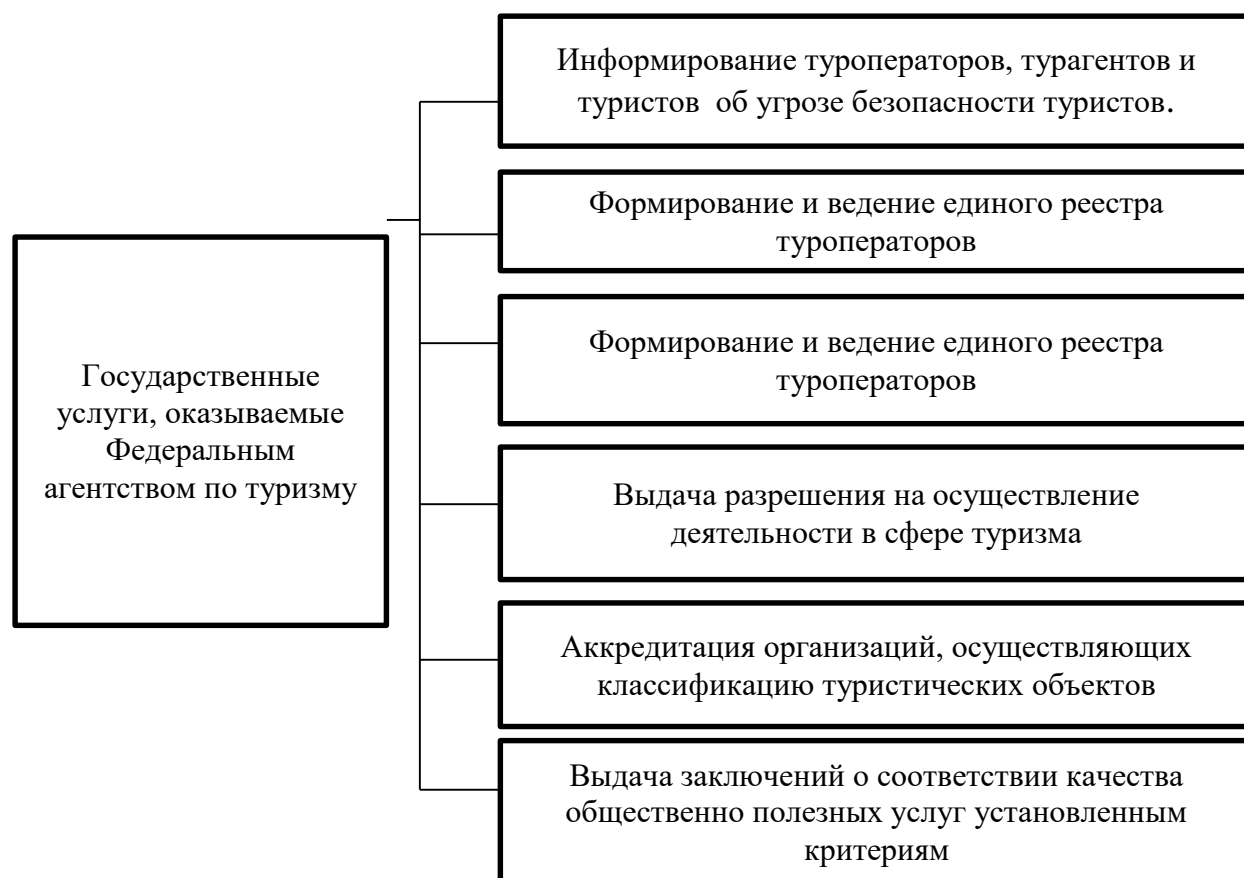 Информирование туроператоров, турагентов и
туристов  об угрозе безопасности туристов.
Формирование и ведение единого реестра
туроператоров
Формирование и ведение единого реестра
туроператоров
Государственные
услуги, оказываемые
Федеральным
агентством по туризму
Выдача разрешения на осуществление
деятельности в сфере туризма
Аккредитация организаций, осуществляющих
классификацию туристических объектов
Выдача заключений о соответствии качества
общественно полезных услуг установленным
критериям